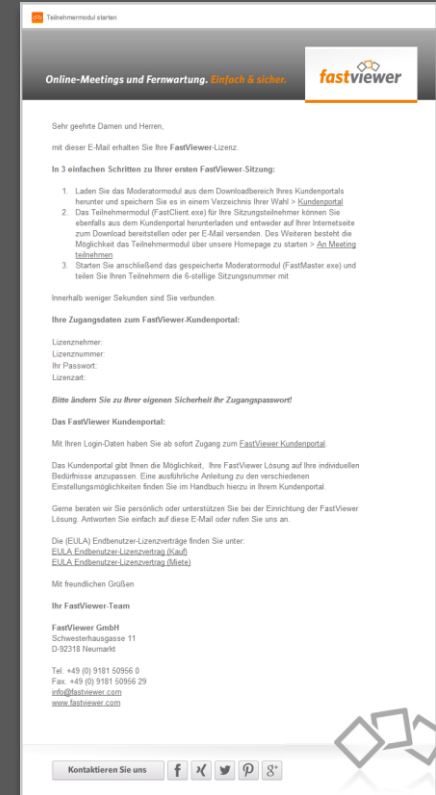 Teilnehmermodul starten
Online-Meetings und Fernwartung. Einfach & sicher.
fastviewer
Sehr geehrte Damen und Herren,
mit dieser E-Mail erhalten Sie Ihre FastViewer-Lizenz.
In 3 einfachen Schritten zu Ihrer ersten FastViewer-Sitzung:
1. Laden Sie das Moderatormodul aus dem Downloadbereich Ihres Kundenportals
herunter und speichern Sie es in einem Verzeichnis Ihrer Wahl > Kundenportal
2. Das Teilnehmermodul (FastClient.exe) für Ihre Sitzungsteilnehmer können Sie
ebenfalls aus dem Kundenportal herunterladen und entweder auf Ihrer Internetseite
zum Download bereitstellen oder per E-Mail versenden. Des Weiteren besteht die
Möglichkeit das Teilnehmermodul über unsere Homepage zu starten > An Meeting
teilnehmen
3. Starten Sie anschließend das gespeicherte Moderatormodul (FastMaster.exe) und
teilen Sie Ihren Teilnehmern die 6-stellige Sitzungsnummer mit
Innerhalb weniger Sekunden sind Sie verbunden.
Ihre Zugangsdaten zum FastViewer-Kundenportal:
Lizenznehmer:
Lizenznummer:
Ihr Passwort:
Lizenzart:
Bitte ändern Sie zu Ihrer eigenen Sicherheit Ihr Zugangspasswort!
Das FastViewer Kundenportal:
Mit Ihren Login-Daten haben Sie ab sofort Zugang zum FastViewer Kundenportal.
Das Kundenportal gibt Ihnen die Möglichkeit, Ihre FastViewer Lösung auf Ihre individuellen
Bedürfnisse anzupassen. Eine ausführliche Anleitung zu den verschiedenen
Einstellungsmöglichkeiten finden Sie im Handbuch hierzu in Ihrem Kundenportal.
Gerne beraten wir Sie persönlich oder unterstützen Sie bei der Einrichtung der FastViewer
Lösung. Antworten Sie einfach auf diese E-Mail oder rufen Sie uns an.
Die (EULA) Endbenutzer-Lizenzverträge finden Sie unter:
EULA Endbenutzer-Lizenzvertrag (Kauf)
EULA Endbenutzer-Lizenzvertrag (Miete)
Mit freundlichen Grüßen
Ihr FastViewer-Team
FastViewer GmbH
Schwesterhausgasse 11
D-92318 Neumarkt
Tel. +49 (0) 9181 50956 0
Fax. +49 (0) 9181 50956 29
info@fastviewer.com
www.fastviewer.com
Kontaktieren Sie uns